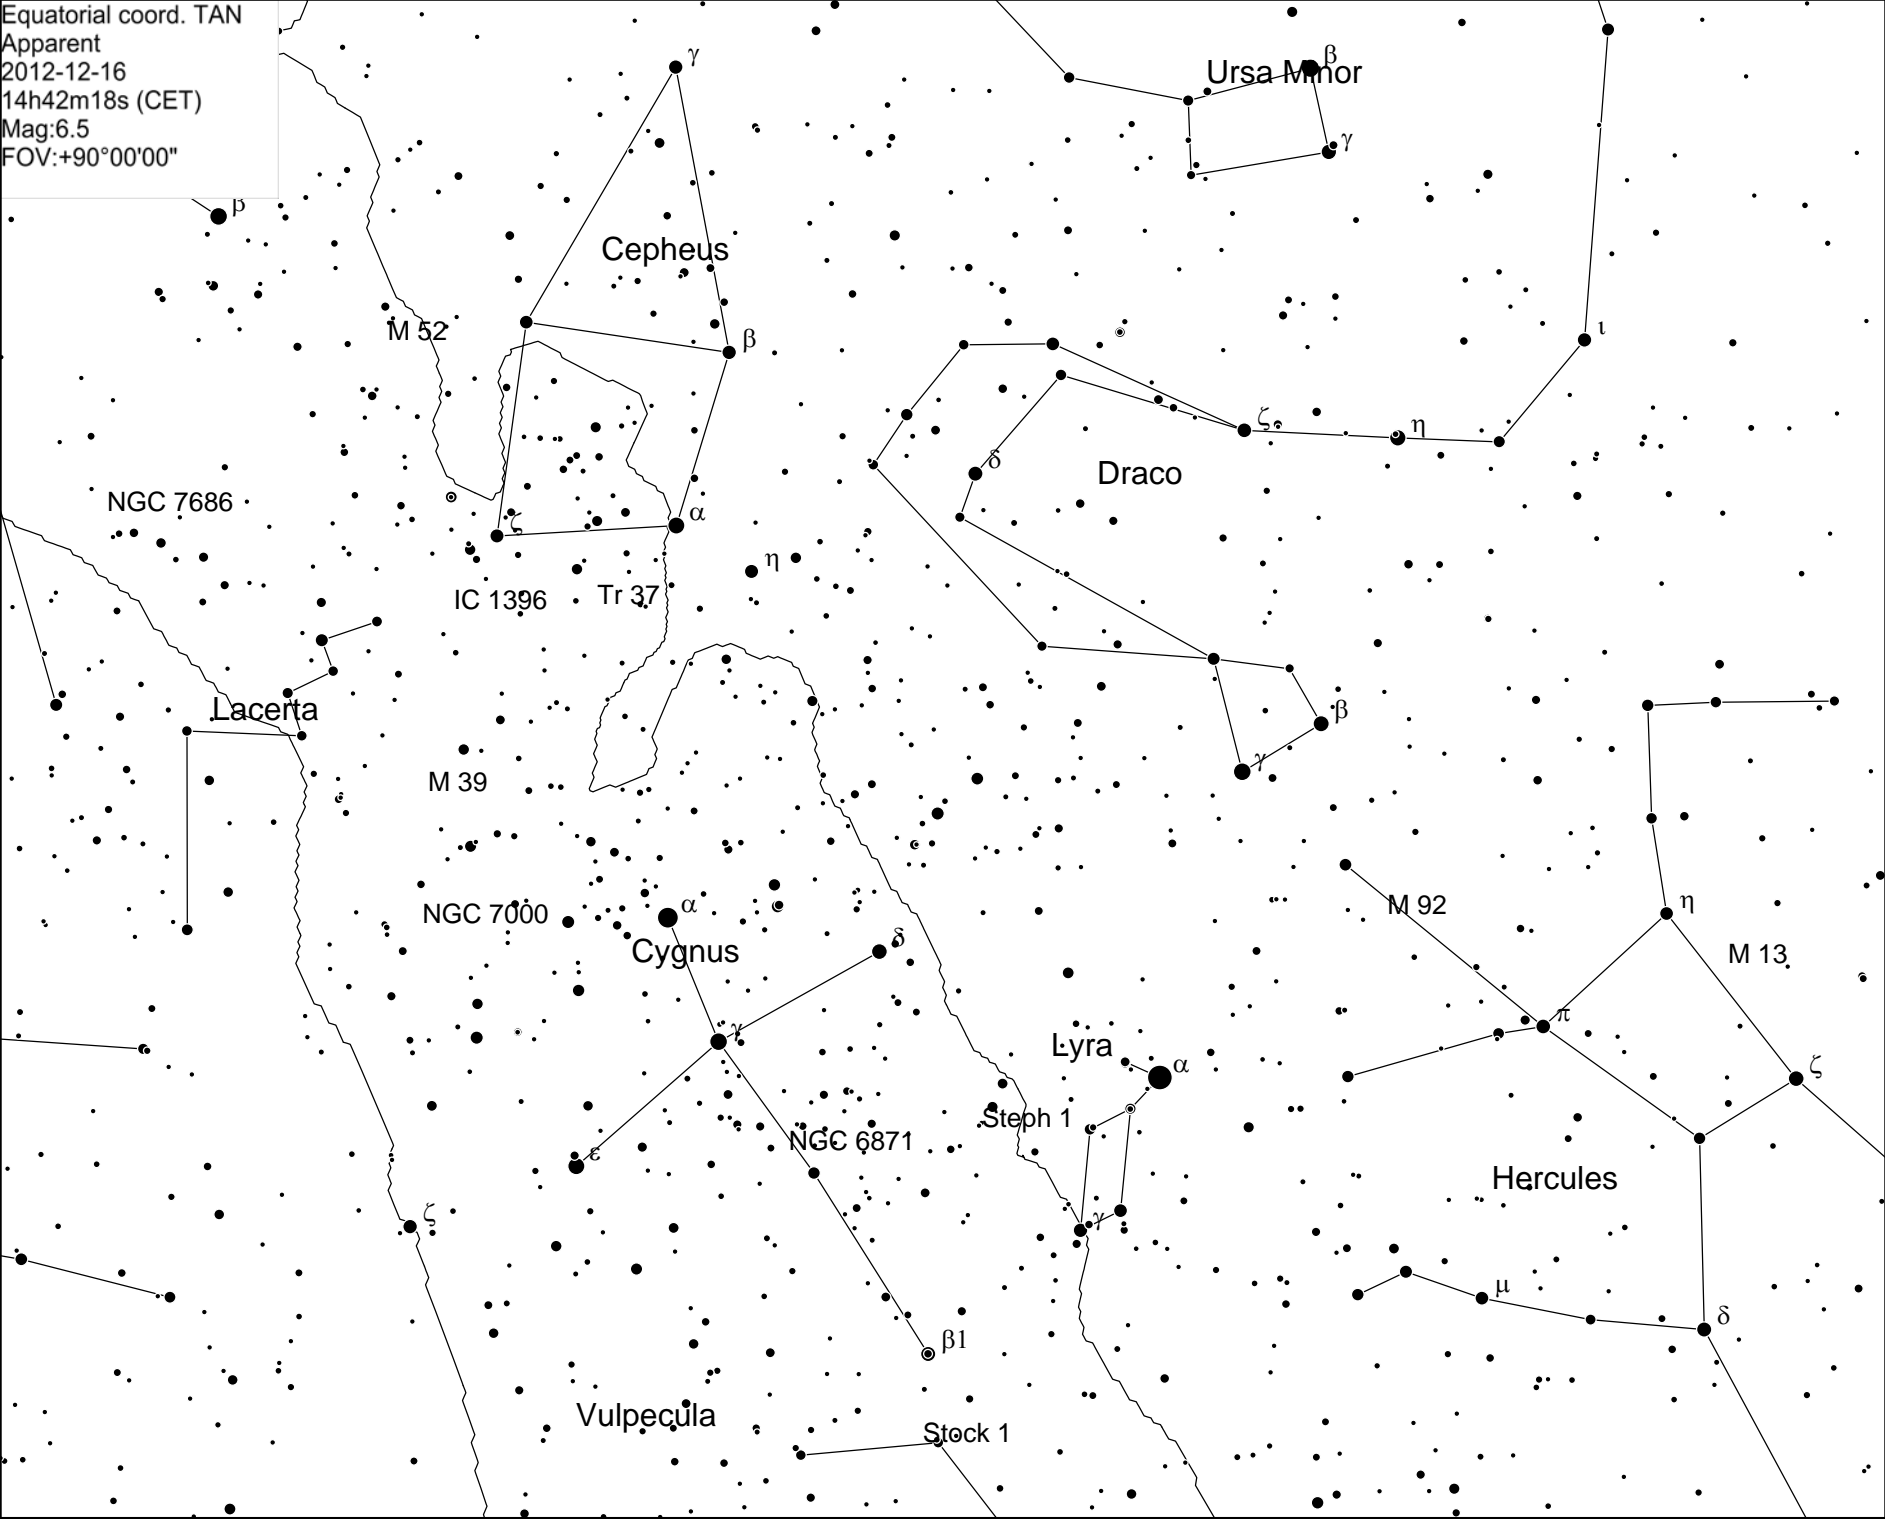 Equatorial coord. TAN
Apparent
2012-12-16
14h42m18s (CET)
Mag:6.5
FOV:+90°00'00"
γ
β
Ursa Minor
γ
β
Cepheus
M 52
β
ι
ζ
η
δ
Draco
NGC 7686
ζ
α
η
IC 1396
Tr 37
Lacerta
β
γ
M 39
NGC 7000
α
M 92
η
Cygnus
δ
M 13
γ
π
Lyra
α
ζ
Steph 1
NGC 6871
ε
Hercules
ζ
γ
μ
δ
β1
Vulpecula
Stock 1